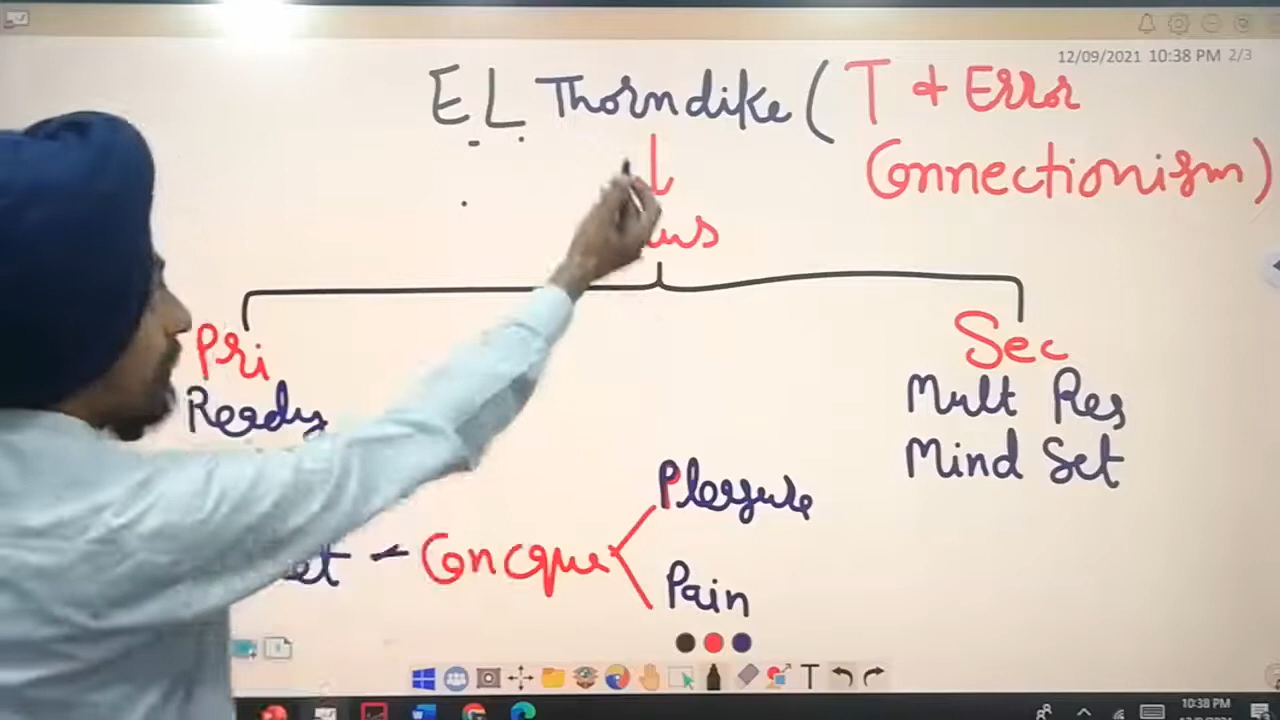 12/09/2021 10:38 PM 2/3
EL Thorndike ( T + Error
Connectionism)
Pri
Sec
Ready
Mult Res
Mind Set
Pleasure
Conque
Pain
T
10:38 PM